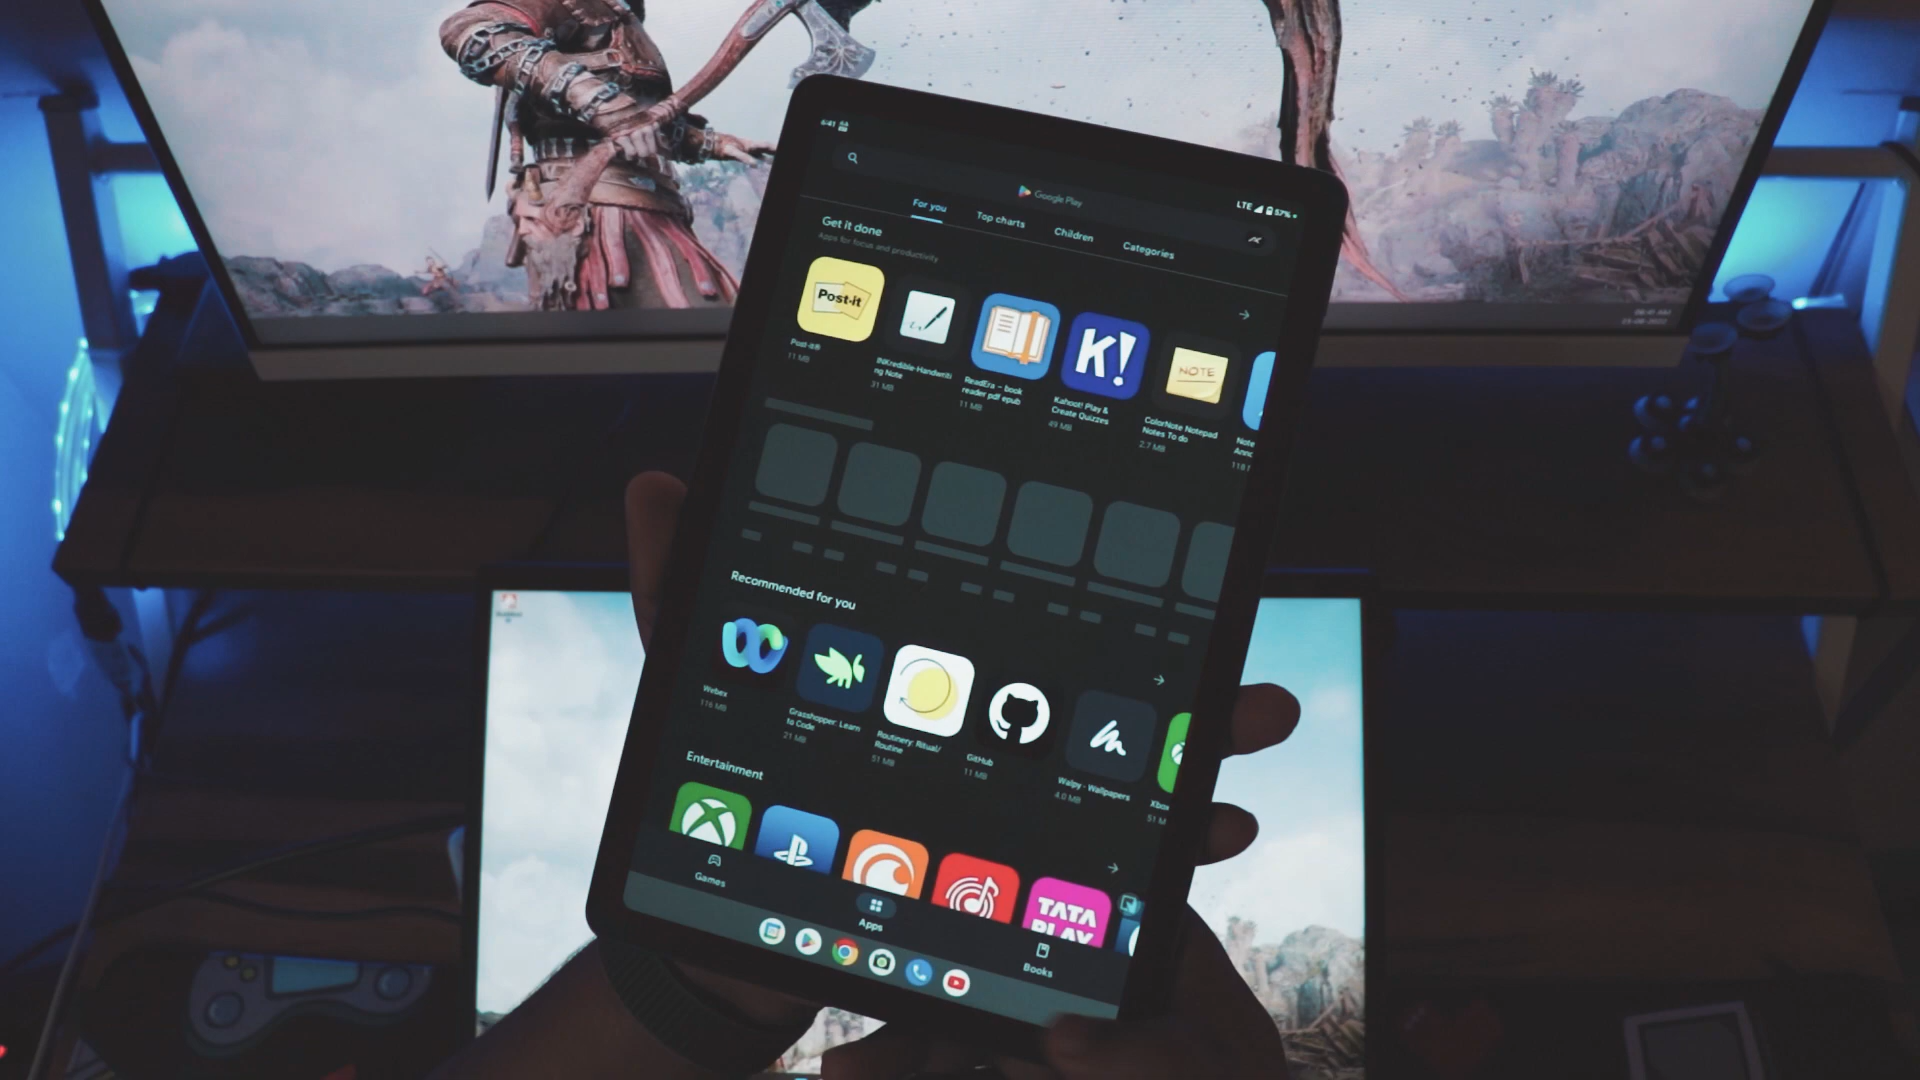 6:41
LTE 57%
Google Play
For you
Top charts
Children
Categories
Get it done
Apps for focus and productivity
Post-it
NOTE
Post-it®
11 MB
INKredible-Handwriti
ng Note
31 MB
ReadEra – book
reader pdf epub
11 MB
K!
Kahoot! Play &
Create Quizzes
49 MB
ColorNote Notepad
Notes To do
2.7 MB
Note
Anno
118 M
Recommended for you
Webex
116 MB
Grasshopper: Learn
to Code
21 MB
Routinery: Ritual/
Routine
51 MB
GitHub
11 MB
Walpy - Wallpapers
4.0 MB
Xbox
51 M
Entertainment
TATA
PLAY
Games
Apps
Books